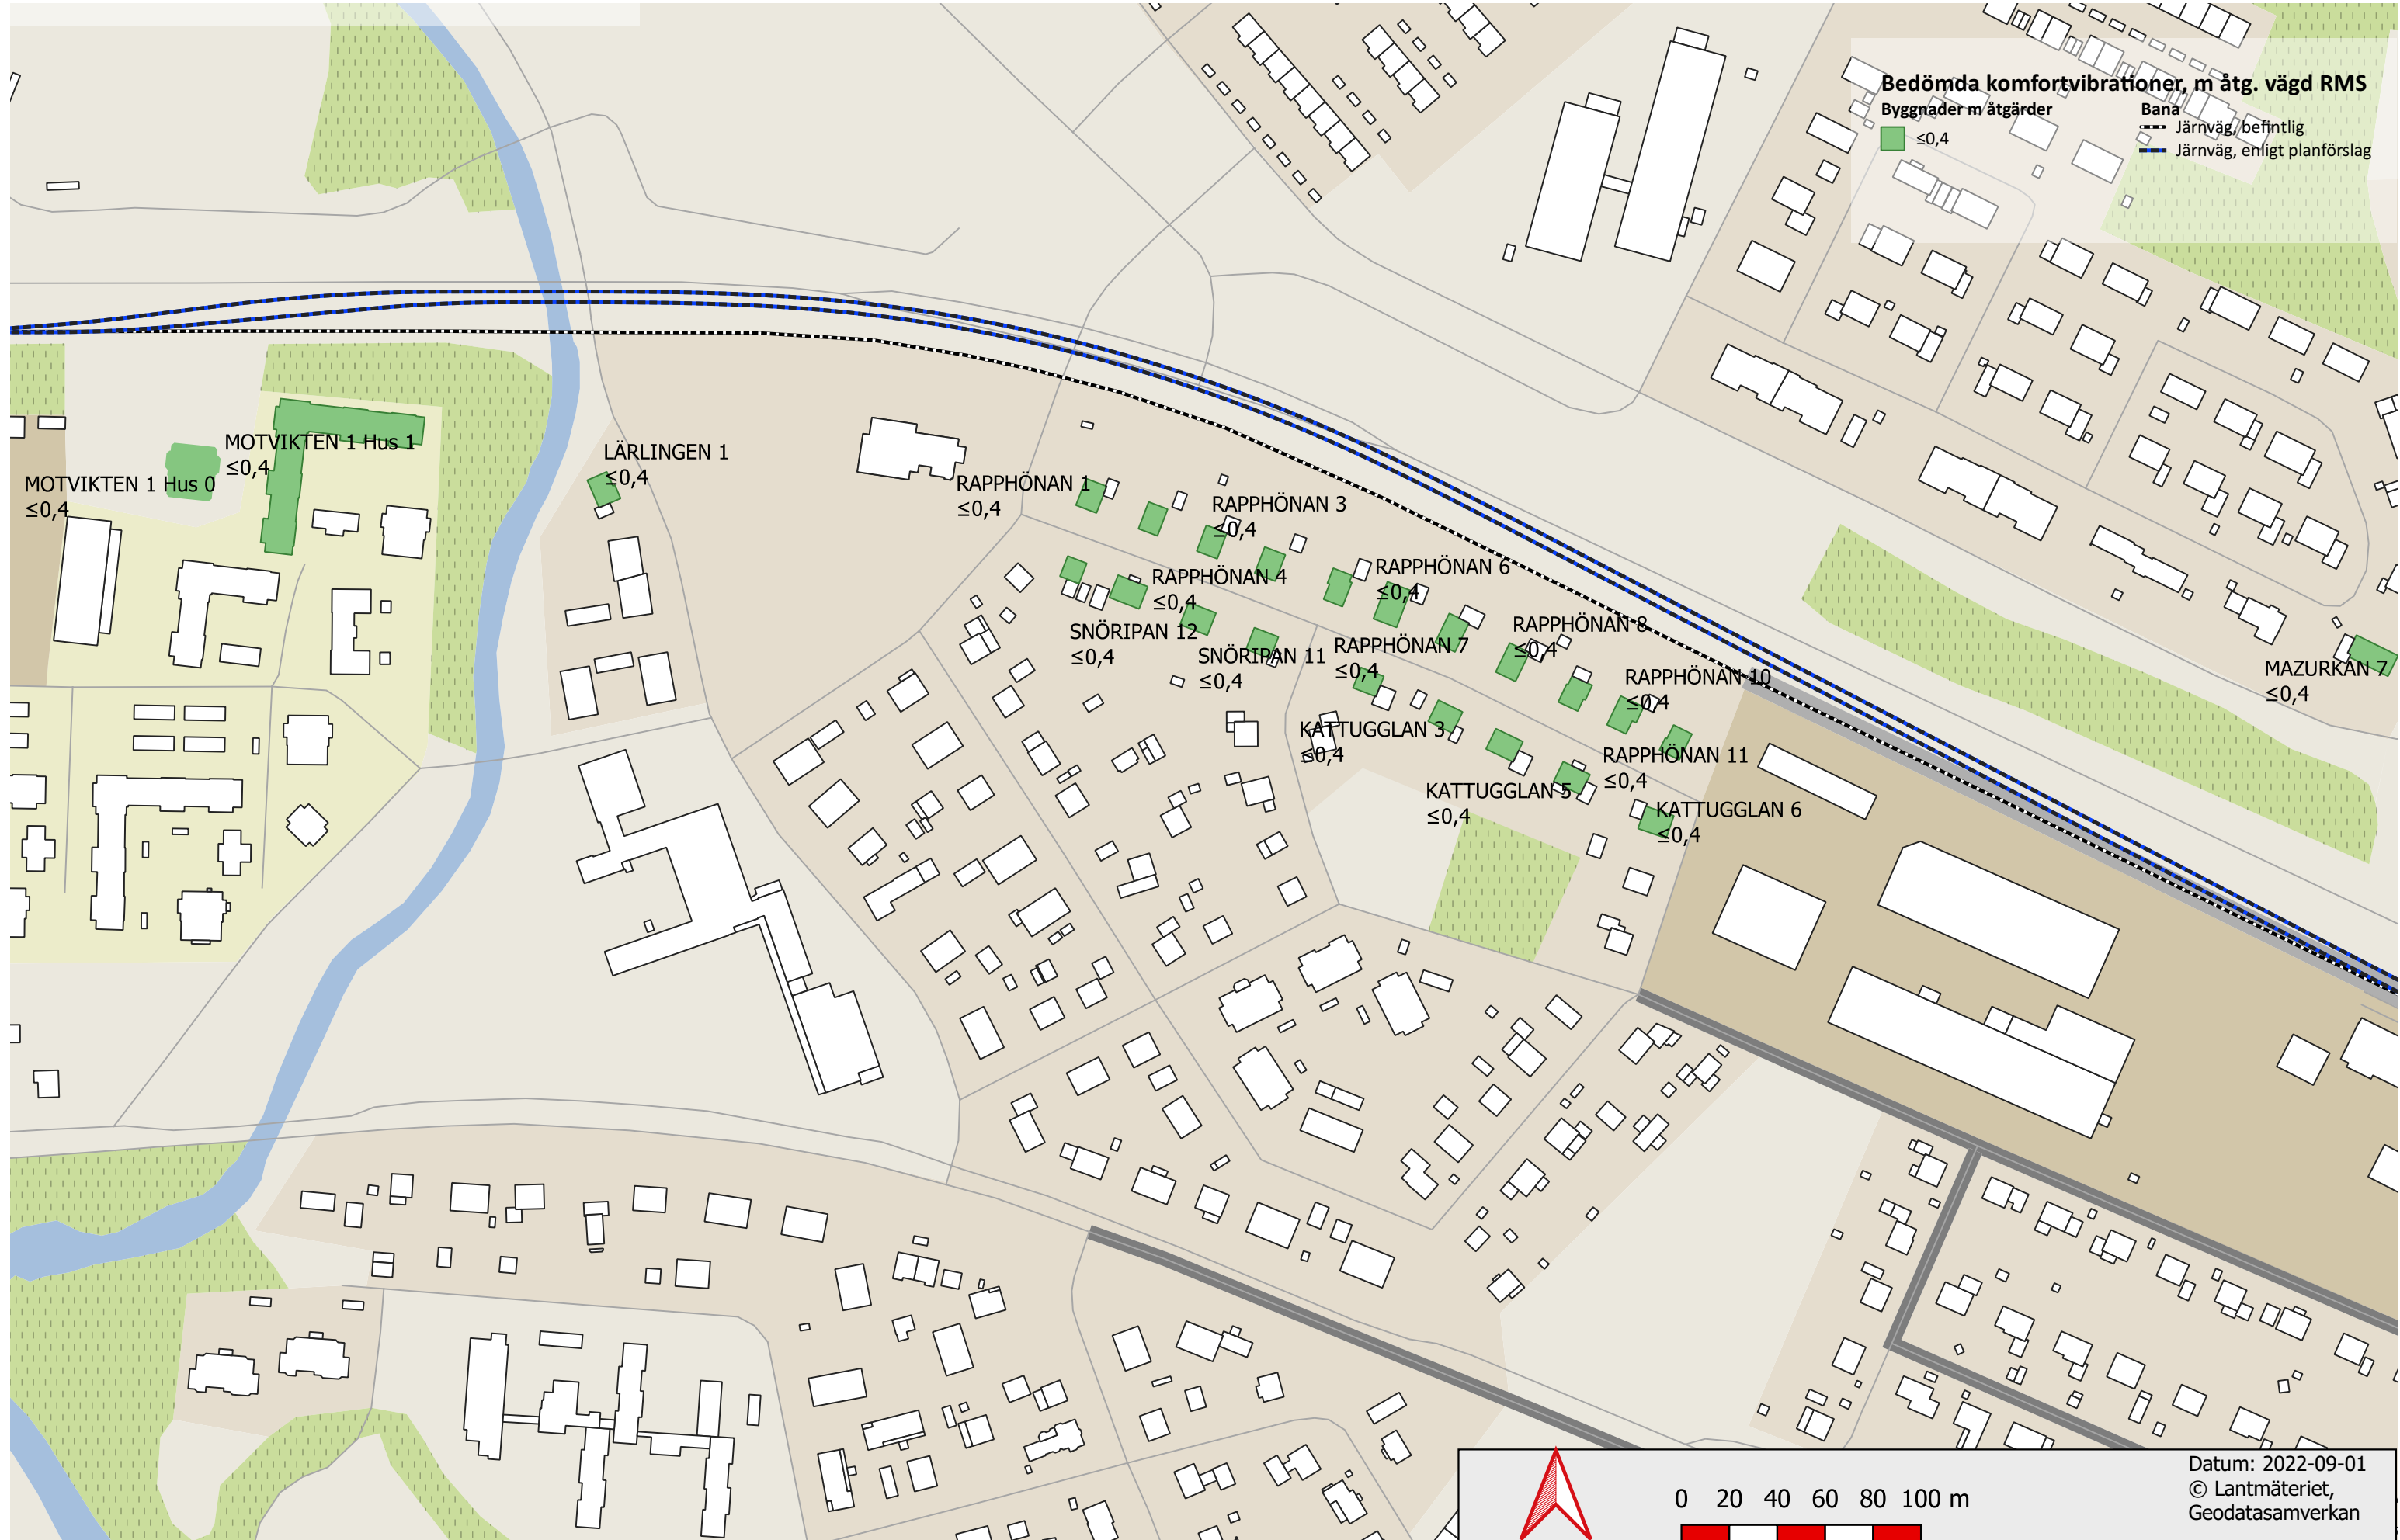 Bedömda komfortvibrationer, m åtg. vägd RMS
Byggnader m åtgärder
≤0,4
Bana
Järnväg, befintlig
Järnväg, enligt planförslag
MOTVIKTEN 1 Hus 1
≤0,4
MOTVIKTEN 1 Hus 0
≤0,4
LÄRLINGEN 1
≤0,4
RAPPHÖNAN 1
≤0,4
RAPPHÖNAN 3
≤0,4
RAPPHÖNAN 4
≤0,4
RAPPHÖNAN 6
≤0,4
SNÖRIPAN 12
≤0,4
SNÖRIPAN 11
≤0,4
RAPPHÖNAN 7
≤0,4
RAPPHÖNAN 8
≤0,4
RAPPHÖNAN 10
≤0,4
MAZURKAN 7
≤0,4
KATTUGGLAN 3
≤0,4
RAPPHÖNAN 11
≤0,4
KATTUGGLAN 5
≤0,4
KATTUGGLAN 6
≤0,4
0 20 40 60 80 100 m
Datum: 2022-09-01
© Lantmäteriet,
Geodatasamverkan